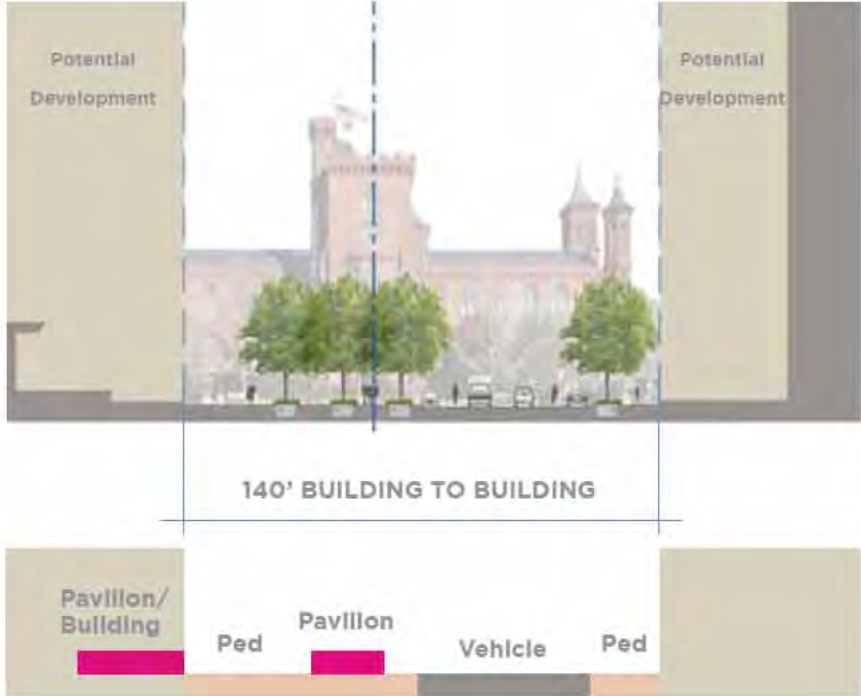 Potential
Development
Potential
Development
140' BUILDING TO BUILDING
Pavilion/
Building
Ped
Pavilion
Vehicle
Ped